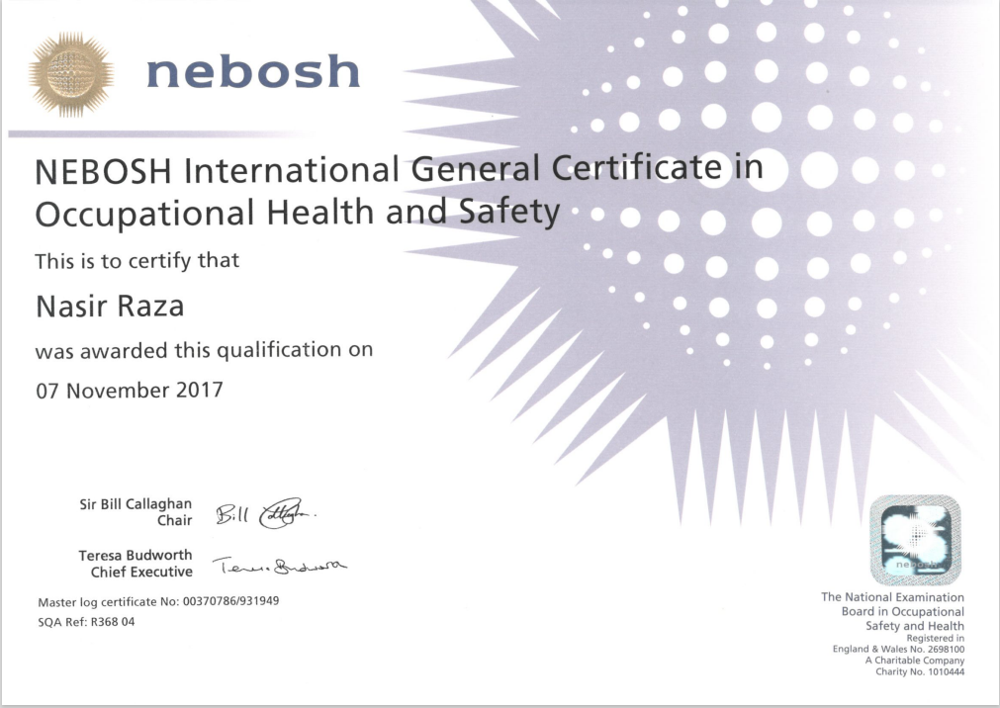 nebosh
NEBOSH International General Certificate in
Occupational Health and Safety
This is to certify that
Nasir Raza
was awarded this qualification on
07 November 2017
Sir Bill Callaghan
Chair
Bill Callaghan
Teresa Budworth
Chief Executive
Teresa Budworth
Master log certificate No: 00370786/931949
SQA Ref: R368 04
nebosh
The National Examination
Board in Occupational
Safety and Health
Registered in
England & Wales No. 2698100
A Charitable Company
Charity No. 1010444